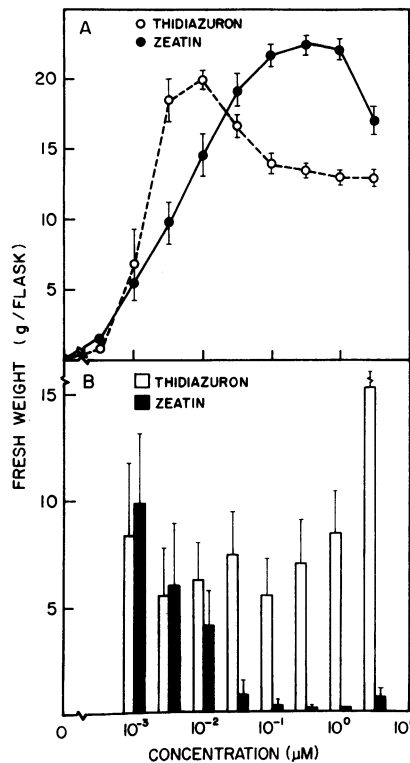 A
THIDIAZURON
ZEATIN
20
15
10
5
FRESH WEIGHT (g/FLASK)
B
THIDIAZURON
ZEATIN
15
10
5
0 10⁻³ 10⁻² 10⁻¹ 10⁰ 10¹
CONCENTRATION (μM)